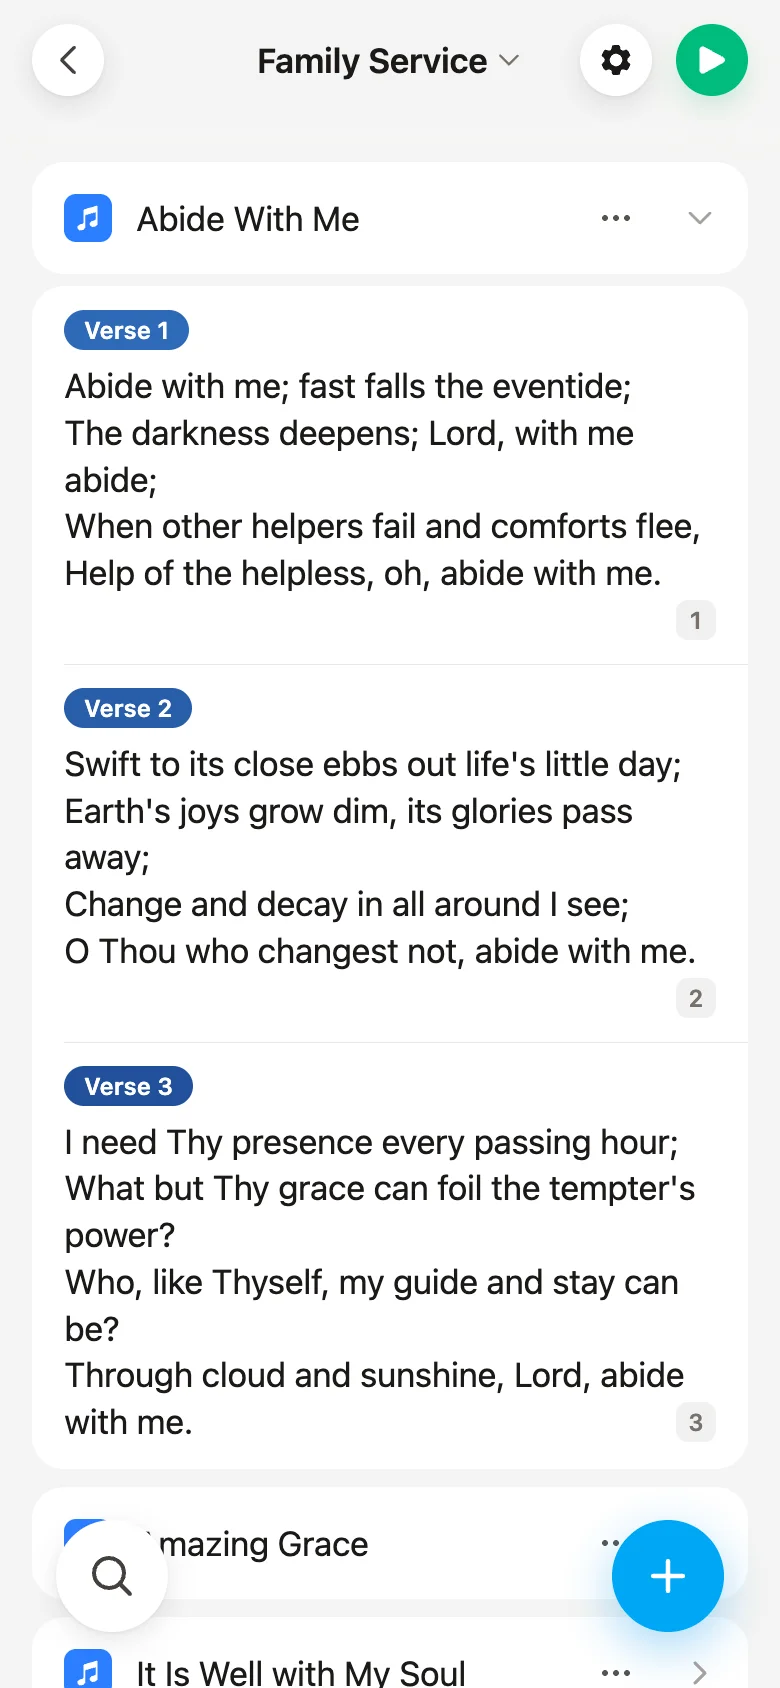 Family Service
Abide With Me
Verse 1
Abide with me; fast falls the eventide;
The darkness deepens; Lord, with me
abide;
When other helpers fail and comforts flee,
Help of the helpless, oh, abide with me.
1
Verse 2
Swift to its close ebbs out life's little day;
Earth's joys grow dim, its glories pass
away;
Change and decay in all around I see;
O Thou who changest not, abide with me.
2
Verse 3
I need Thy presence every passing hour;
What but Thy grace can foil the tempter's
power?
Who, like Thyself, my guide and stay can
be?
Through cloud and sunshine, Lord, abide
with me.
3
Amazing Grace
It Is Well with My Soul